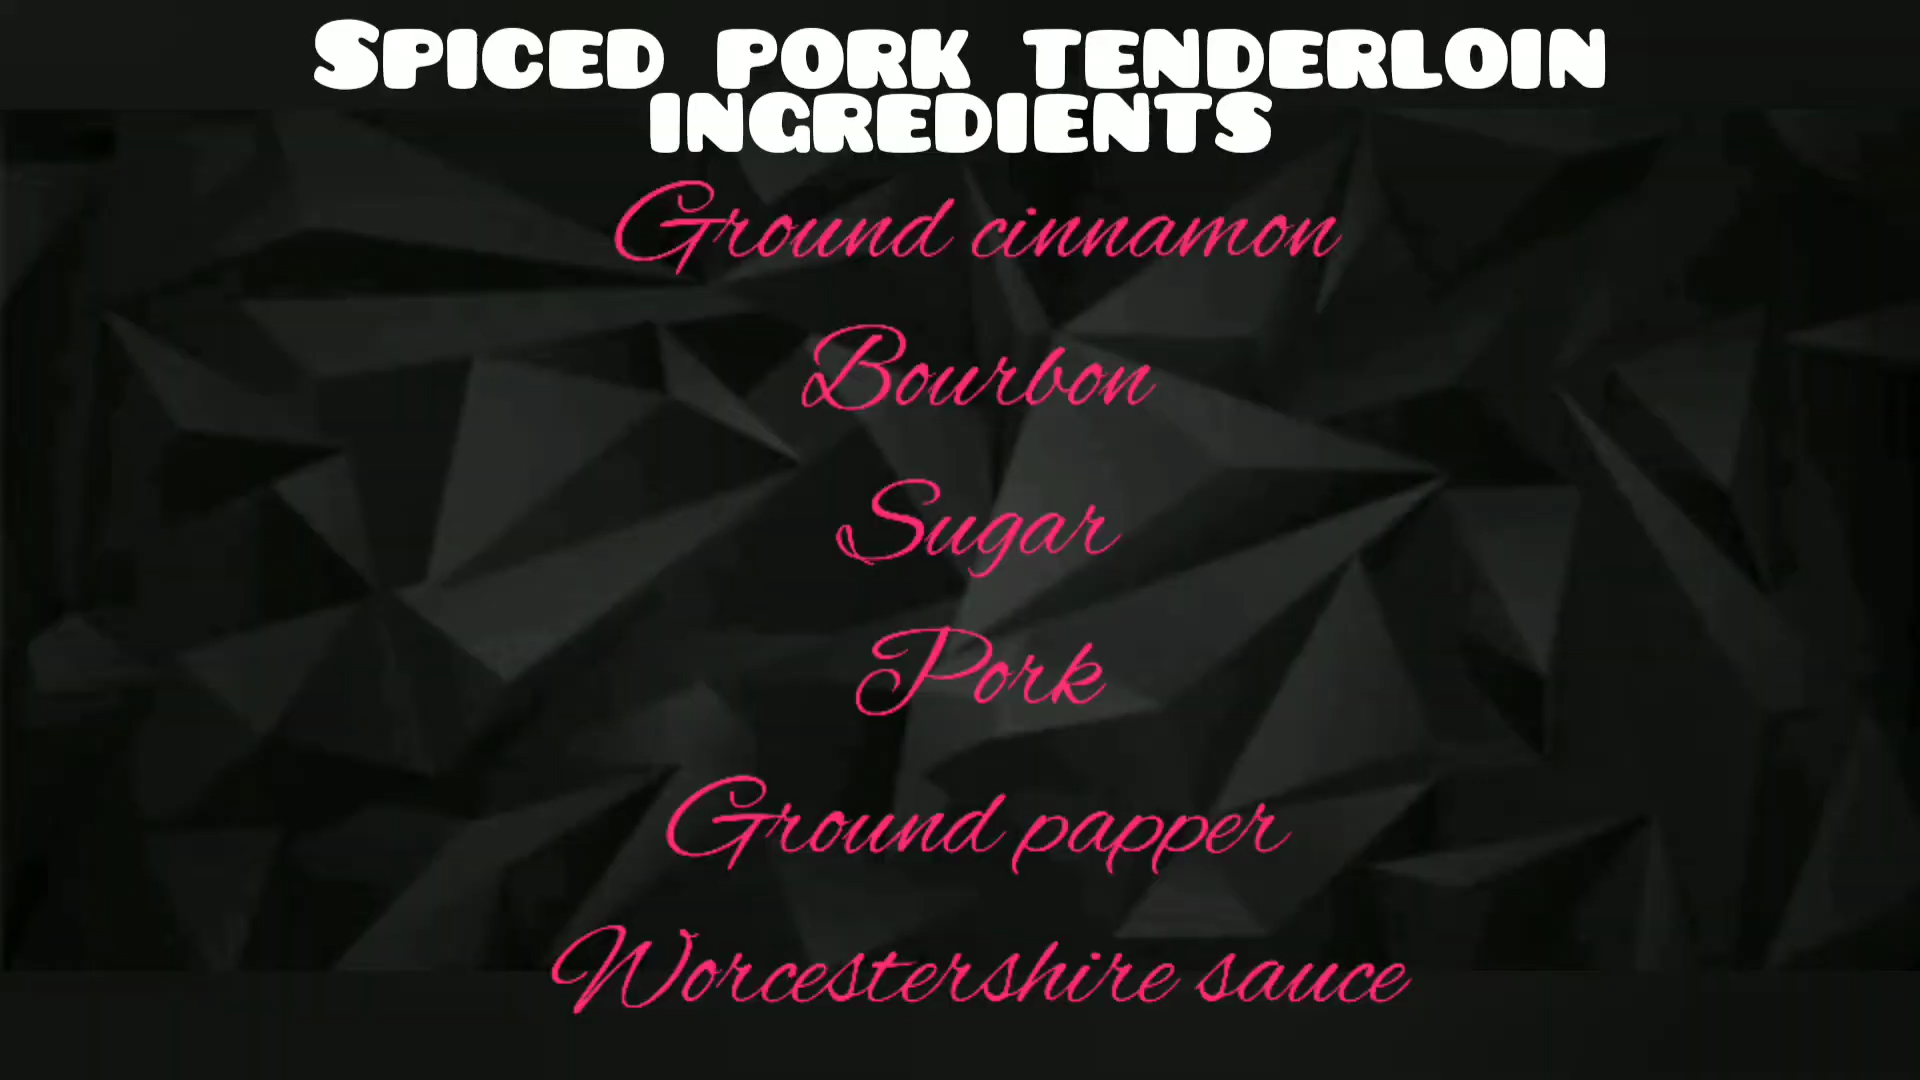 Spiced pork tenderloin
ingredients
Ground cinnamon
Bourbon
Sugar
Pork
Ground papper
Worcestershire sauce